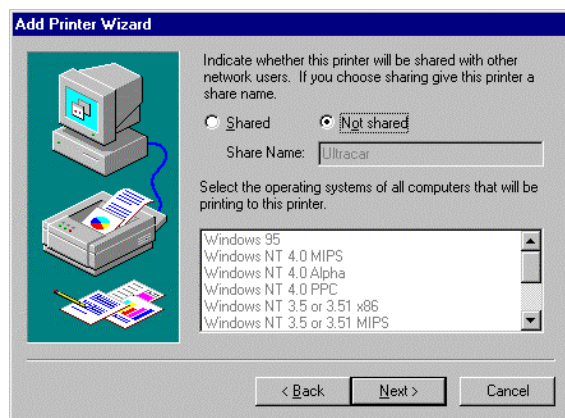 Add Printer Wizard
Indicate whether this printer will be shared with other
network users. If you choose sharing give this printer a
share name.
Shared Not shared
Share Name: Ultracar
Select the operating systems of all computers that will be
printing to this printer.
Windows 95
Windows NT 4.0 MIPS
Windows NT 4.0 Alpha
Windows NT 4.0 PPC
Windows NT 3.5 or 3.51 x86
Windows NT 3.5 or 3.51 MIPS
< Back Next > Cancel